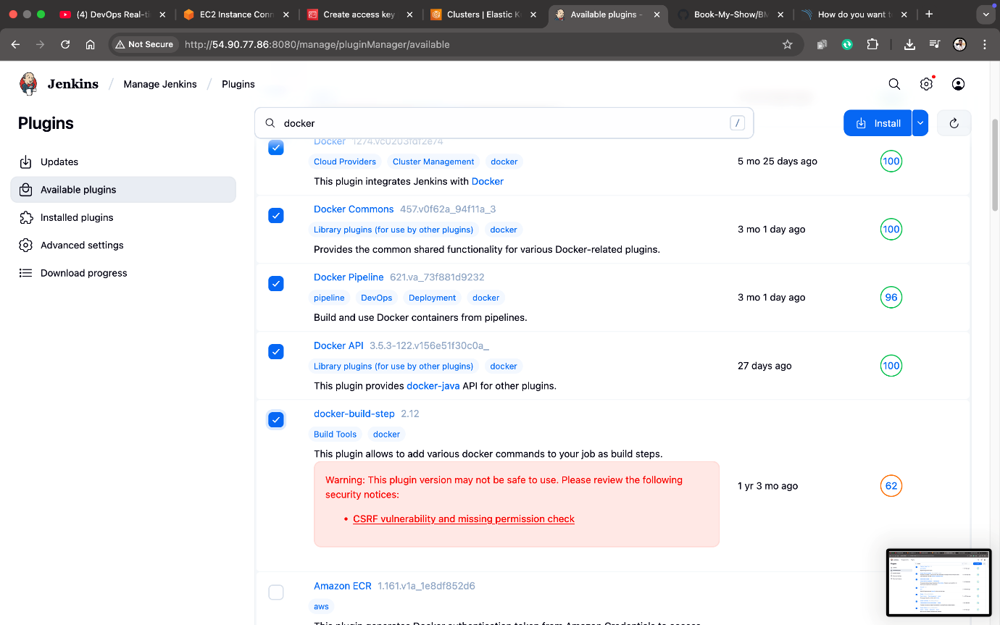 (4) DevOps Real-ti
EC2 Instance Conn
Create access key
Clusters | Elastic K
Available plugins -
Book-My-Show/BM
How do you want t
Not Secure
http://54.90.77.86:8080/manage/pluginManager/available
Jenkins / Manage Jenkins / Plugins
Plugins
docker
/
Install
Updates
Available plugins
Installed plugins
Advanced settings
Download progress
Docker 1274.vc0203fdf2e74
Cloud Providers Cluster Management docker
5 mo 25 days ago
100
This plugin integrates Jenkins with Docker
Docker Commons 457.v0f62a_94f11a_3
Library plugins (for use by other plugins) docker
3 mo 1 day ago
100
Provides the common shared functionality for various Docker-related plugins.
Docker Pipeline 621.va_73f881d9232
pipeline DevOps Deployment docker
3 mo 1 day ago
96
Build and use Docker containers from pipelines.
Docker API 3.5.3-122.v156e51f30c0a_
Library plugins (for use by other plugins) docker
27 days ago
100
This plugin provides docker-java API for other plugins.
docker-build-step 2.12
Build Tools docker
This plugin allows to add various docker commands to your job as build steps.
Warning: This plugin version may not be safe to use. Please review the following
security notices:
• CSRF vulnerability and missing permission check
1 yr 3 mo ago
62
Amazon ECR 1.161.v1a_1e8df852d6
aws
This plugin generates Docker authentication token from Amazon Credentials to access